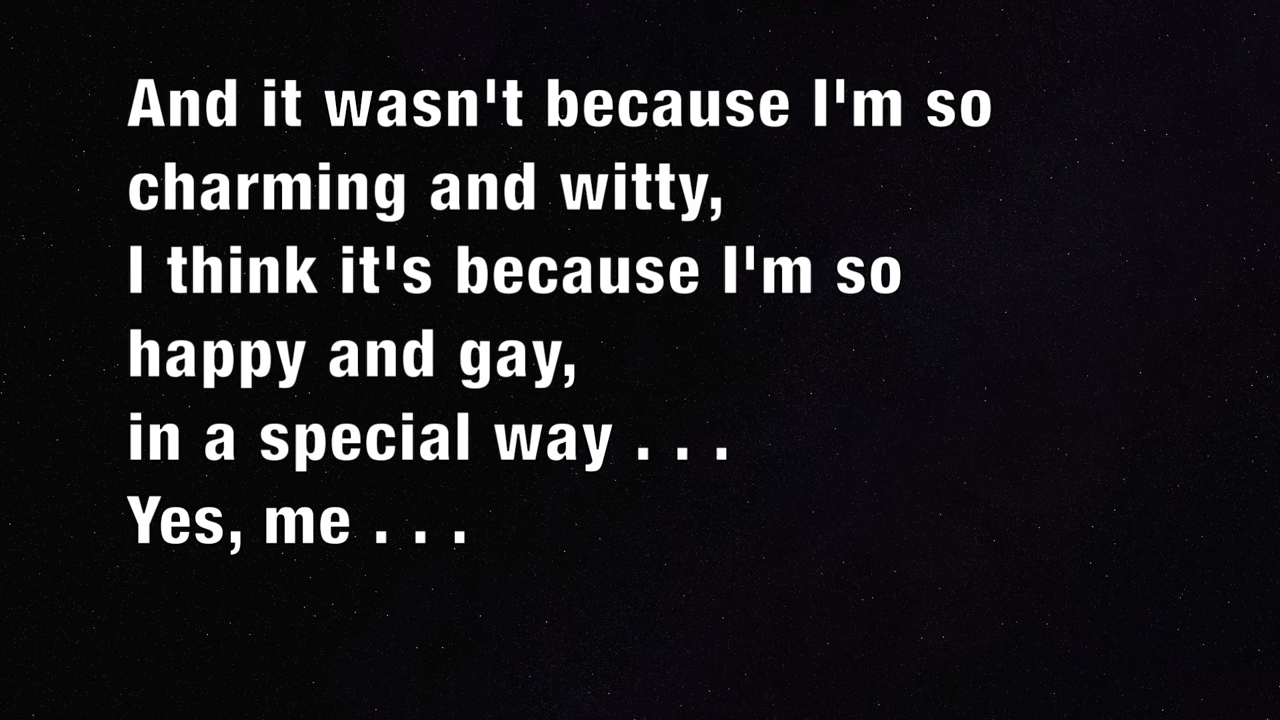 And it wasn't because I'm so
charming and witty,
I think it's because I'm so
happy and gay,
in a special way . . .
Yes, me . . .